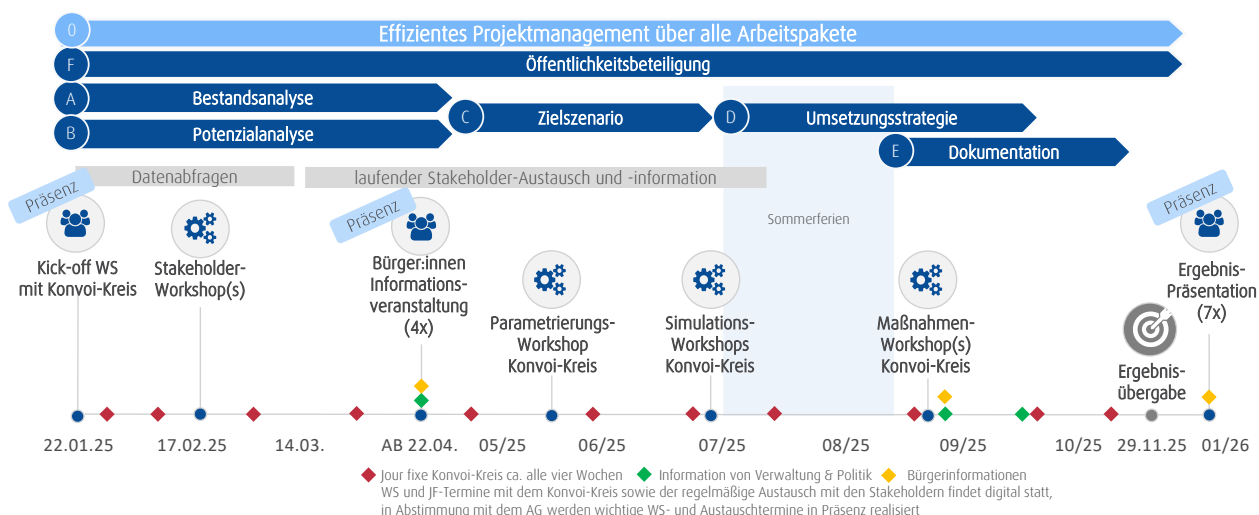 O
Effizientes Projektmanagement über alle Arbeitspakete
F
Öffentlichkeitsbeteiligung
A
Bestandsanalyse
B
Potenzialanalyse
C
Zielszenario
D
Umsetzungsstrategie
E
Dokumentation
Datenabfragen
laufender Stakeholder-Austausch und -information
Sommerferien
Präsenz
Kick-off WS
mit Konvoi-Kreis
Stakeholder-
Workshop(s)
Präsenz
Bürger:innen
Informations-
veranstaltung
(4x)
Parametrierungs-
Workshop
Konvoi-Kreis
Simulations-
Workshops
Konvoi-Kreis
Maßnahmen-
Workshop(s)
Konvoi-Kreis
Ergebnis-
übergabe
Präsenz
Ergebnis-
Präsentation
(7x)
22.01.25
17.02.25
14.03.
AB 22.04.
05/25
06/25
07/25
08/25
09/25
10/25
29.11.25
01/26
Jour fixe Konvoi-Kreis ca. alle vier Wochen
Information von Verwaltung & Politik
Bürgerinformationen
WS und JF-Termine mit dem Konvoi-Kreis sowie der regelmäßige Austausch mit den Stakeholdern findet digital statt,
in Abstimmung mit dem AG werden wichtige WS- und Austauschtermine in Präsenz realisiert